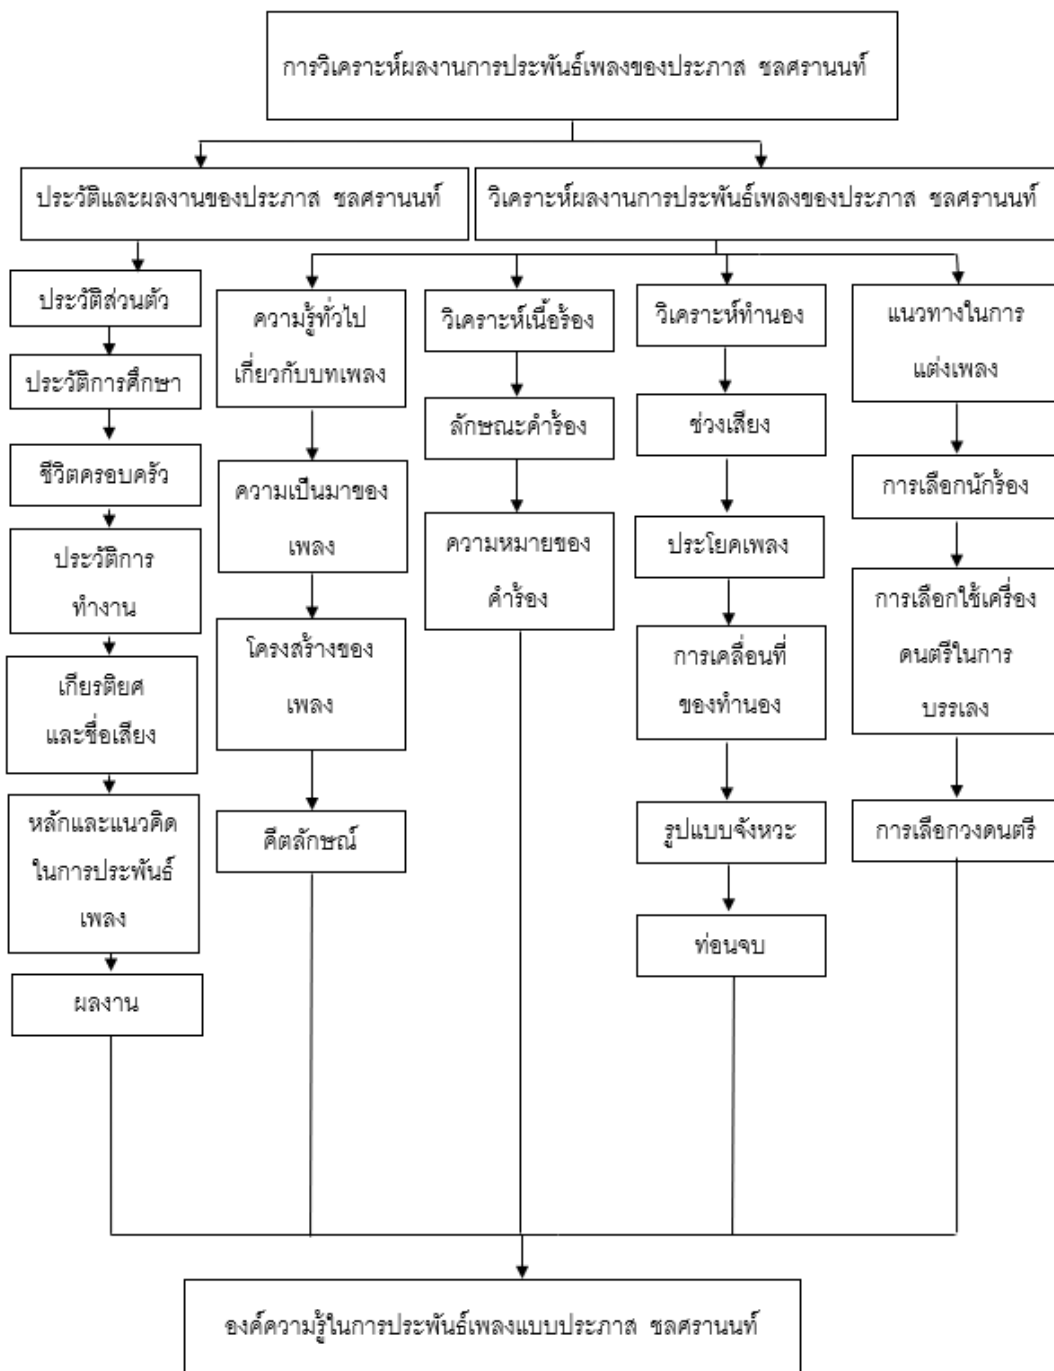 การวิเคราะห์ผลงานการประพันธ์เพลงของประภาส ชลศรานนท์
ประวัติและผลงานของประภาส ชลศรานนท์
วิเคราะห์ผลงานการประพันธ์เพลงของประภาส ชลศรานนท์
ประวัติส่วนตัว
ประวัติการศึกษา
ชีวิตครอบครัว
ประวัติการ
ทำงาน
เกียรติยศ
และชื่อเสียง
หลักและแนวคิด
ในการประพันธ์
เพลง
ผลงาน
ความรู้ทั่วไป
เกี่ยวกับบทเพลง
ความเป็นมาของ
เพลง
โครงสร้างของ
เพลง
คีตลักษณ์
วิเคราะห์เนื้อร้อง
ลักษณะคำร้อง
ความหมายของ
คำร้อง
วิเคราะห์ทำนอง
ช่วงเสียง
ประโยคเพลง
การเคลื่อนที่
ของทำนอง
รูปแบบจังหวะ
ท่อนจบ
แนวทางในการ
แต่งเพลง
การเลือกนักร้อง
การเลือกใช้เครื่อง
ดนตรีในการ
บรรเลง
การเลือกวงดนตรี
องค์ความรู้ในการประพันธ์เพลงแบบประภาส ชลศรานนท์